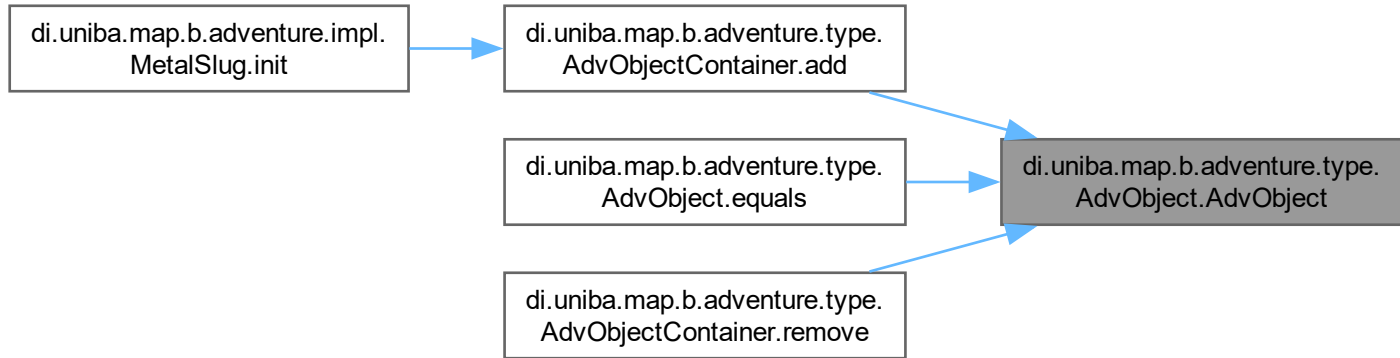 di.uniba.map.b.adventure.impl.
MetalSlug.init
di.uniba.map.b.adventure.type.
AdvObjectContainer.add
di.uniba.map.b.adventure.type.
AdvObject.equals
di.uniba.map.b.adventure.type.
AdvObject.AdvObject
di.uniba.map.b.adventure.type.
AdvObjectContainer.remove